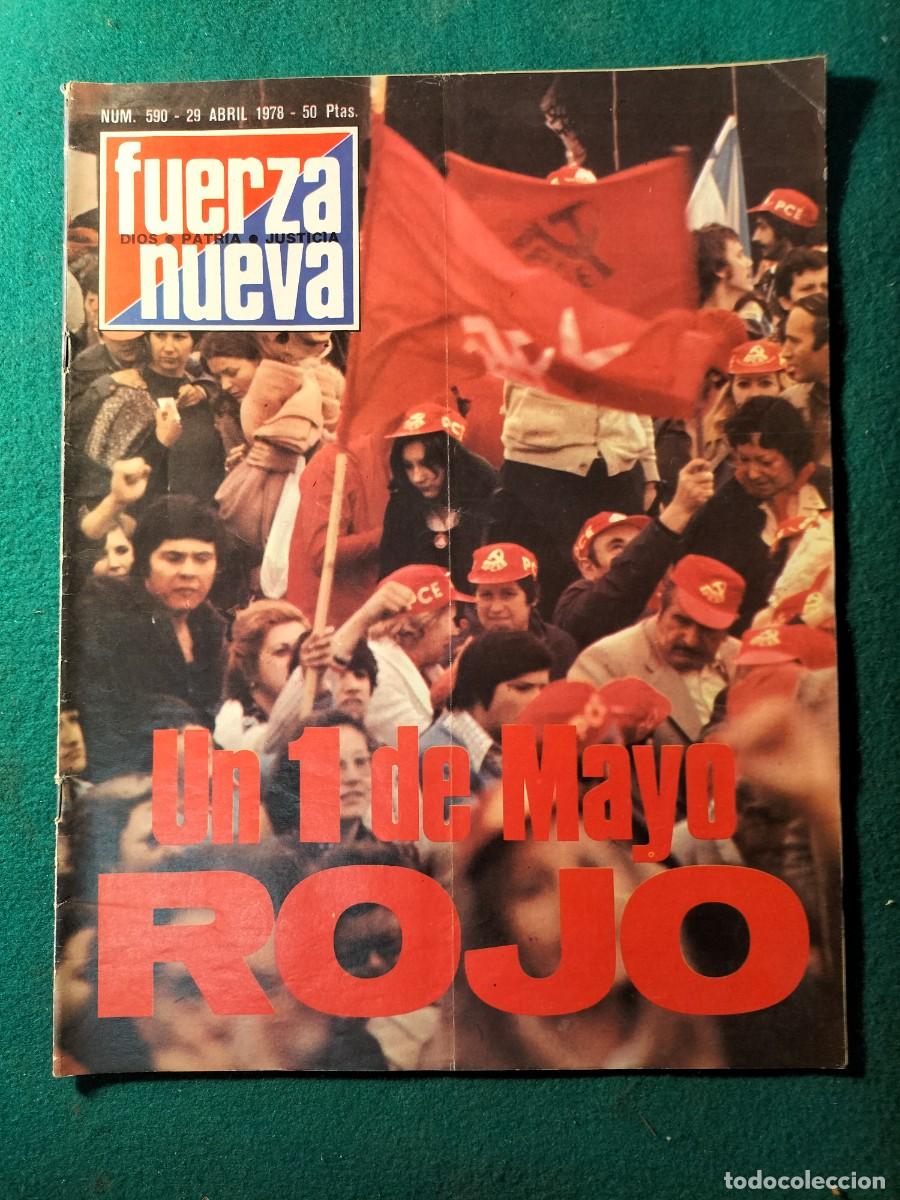 NUM. 590 - 29 ABRIL 1978 - 50 Ptas.
fuerza
DIOS • PATRIA • JUSTICIA
nueva
PCE
PCE
PCE
PCE
Un 1 de Mayo
ROJO
todocoleccion